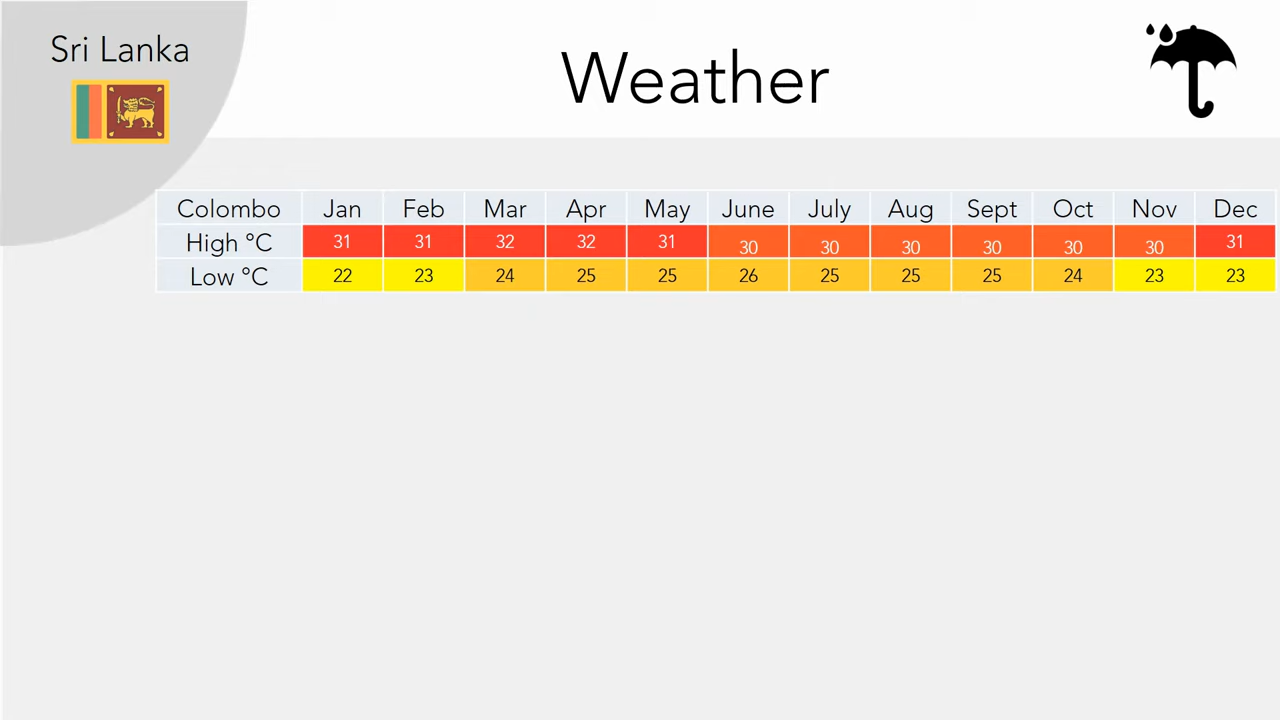 Sri Lanka
Weather
Colombo Jan Feb Mar Apr May June July Aug Sept Oct Nov Dec
High °C 31 31 32 32 31 30 30 30 30 30 30 31
Low °C 22 23 24 25 25 26 25 25 25 24 23 23